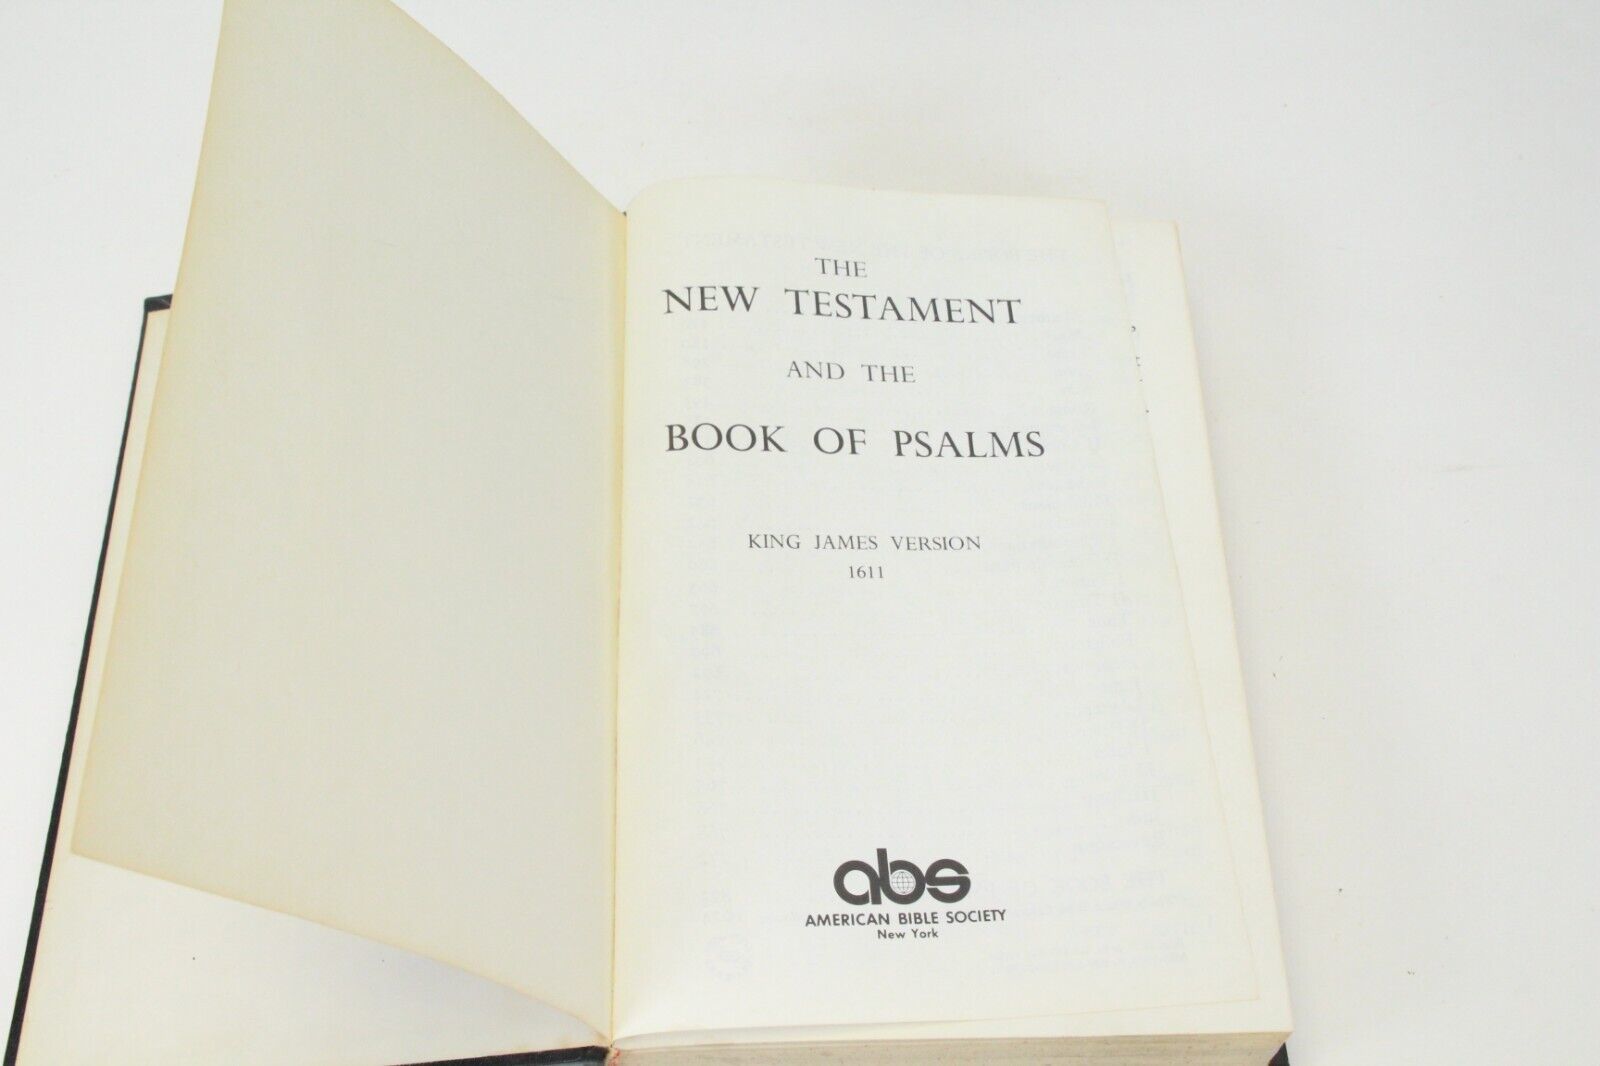 THE
NEW TESTAMENT
AND THE
BOOK OF PSALMS
KING JAMES VERSION
1611
abs
AMERICAN BIBLE SOCIETY
New York